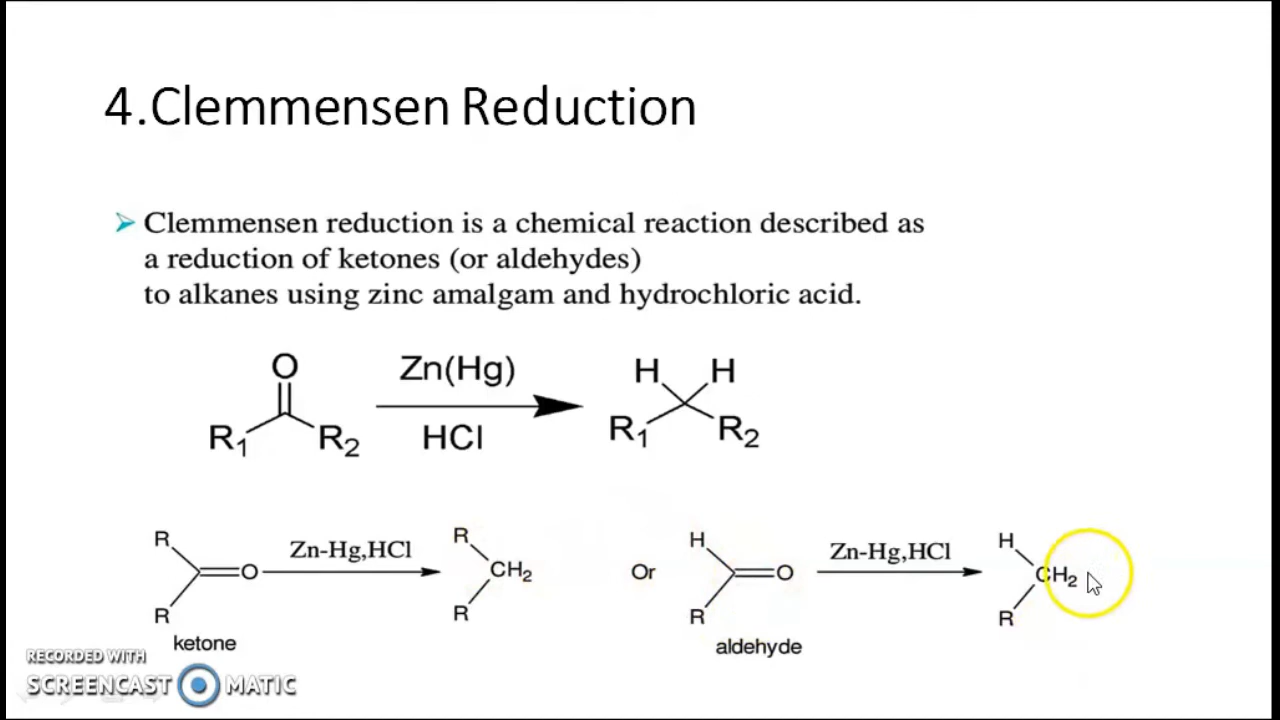 4.Clemmensen Reduction
➢ Clemmensen reduction is a chemical reaction described as
a reduction of ketones (or aldehydes)
to alkanes using zinc amalgam and hydrochloric acid.
O
R1 R2
Zn(Hg)
HCl
H H
R1 R2
R
O
R
ketone
Zn-Hg,HCl
R
CH2
R
Or
H
O
R
aldehyde
Zn-Hg,HCl
H
CH2
R
RECORDED WITH
SCREENCAST MATIC